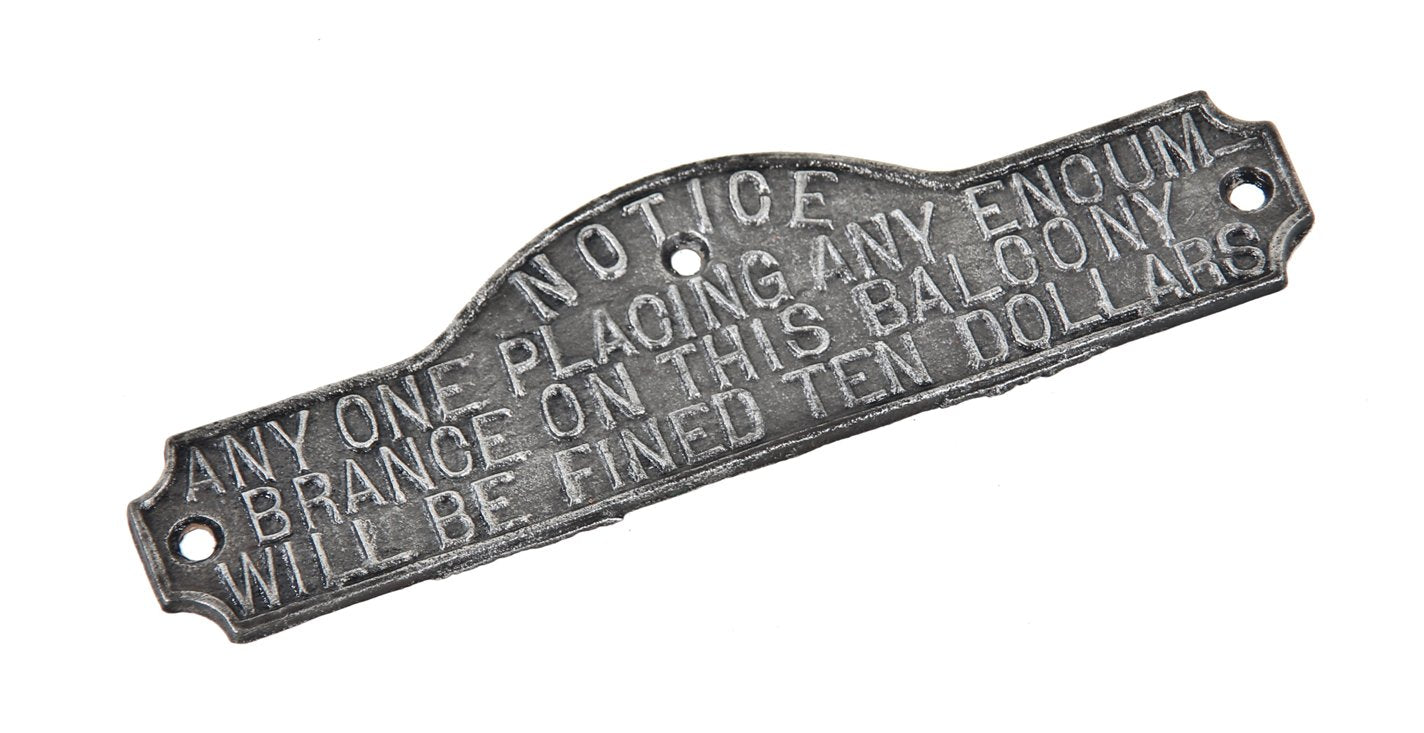 NOTICE
ANY ONE PLACING ANY ENCUM-
BRANCE ON THIS BALCONY
WILL BE FINED TEN DOLLARS